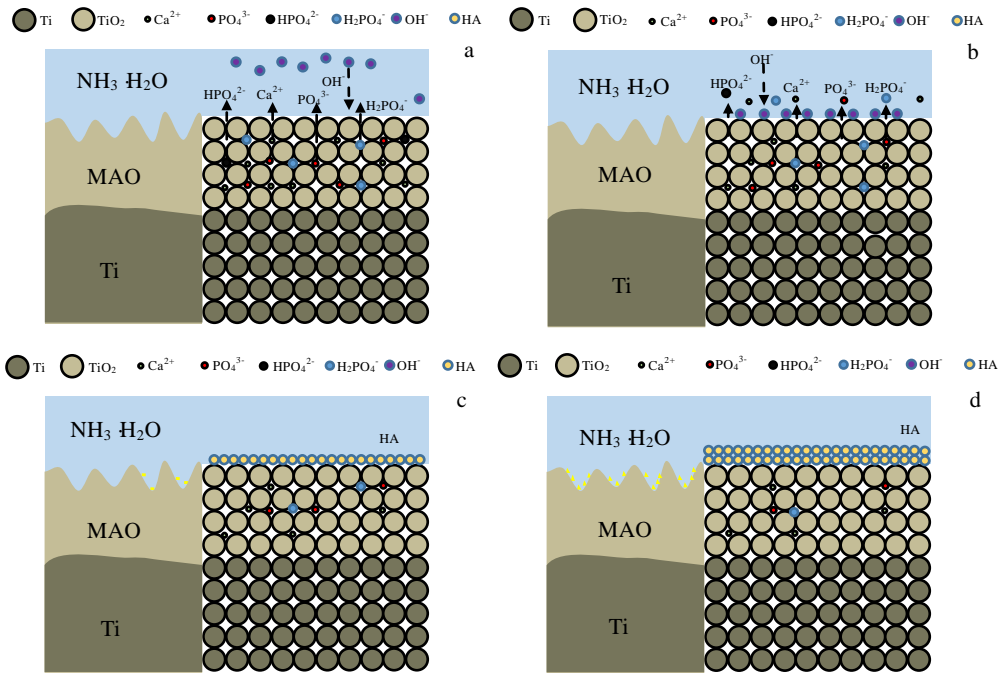 Ti TiO₂ Ca²⁺ PO₄³⁻ HPO₄²⁻ H₂PO₄⁻ OH⁻ HA
a
NH₃·H₂O
OH⁻
HPO₄²⁻ Ca²⁺ PO₄³⁻ H₂PO₄⁻
MAO
Ti
Ti TiO₂ Ca²⁺ PO₄³⁻ HPO₄²⁻ H₂PO₄⁻ OH⁻ HA
b
OH⁻
NH₃·H₂O
HPO₄²⁻ Ca²⁺ PO₄³⁻ H₂PO₄⁻
MAO
Ti
Ti TiO₂ Ca²⁺ PO₄³⁻ HPO₄²⁻ H₂PO₄⁻ OH⁻ HA
c
NH₃·H₂O
HA
MAO
Ti
Ti TiO₂ Ca²⁺ PO₄³⁻ HPO₄²⁻ H₂PO₄⁻ OH⁻ HA
d
NH₃·H₂O
HA
MAO
Ti